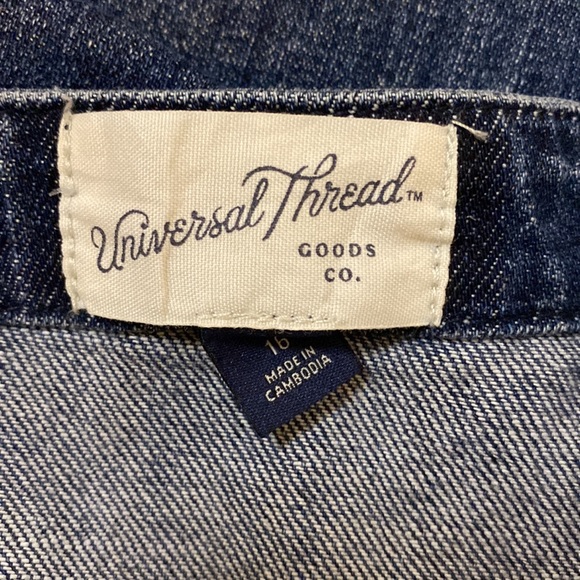 Universal Thread™
GOODS
CO.
16
MADE IN
CAMBODIA